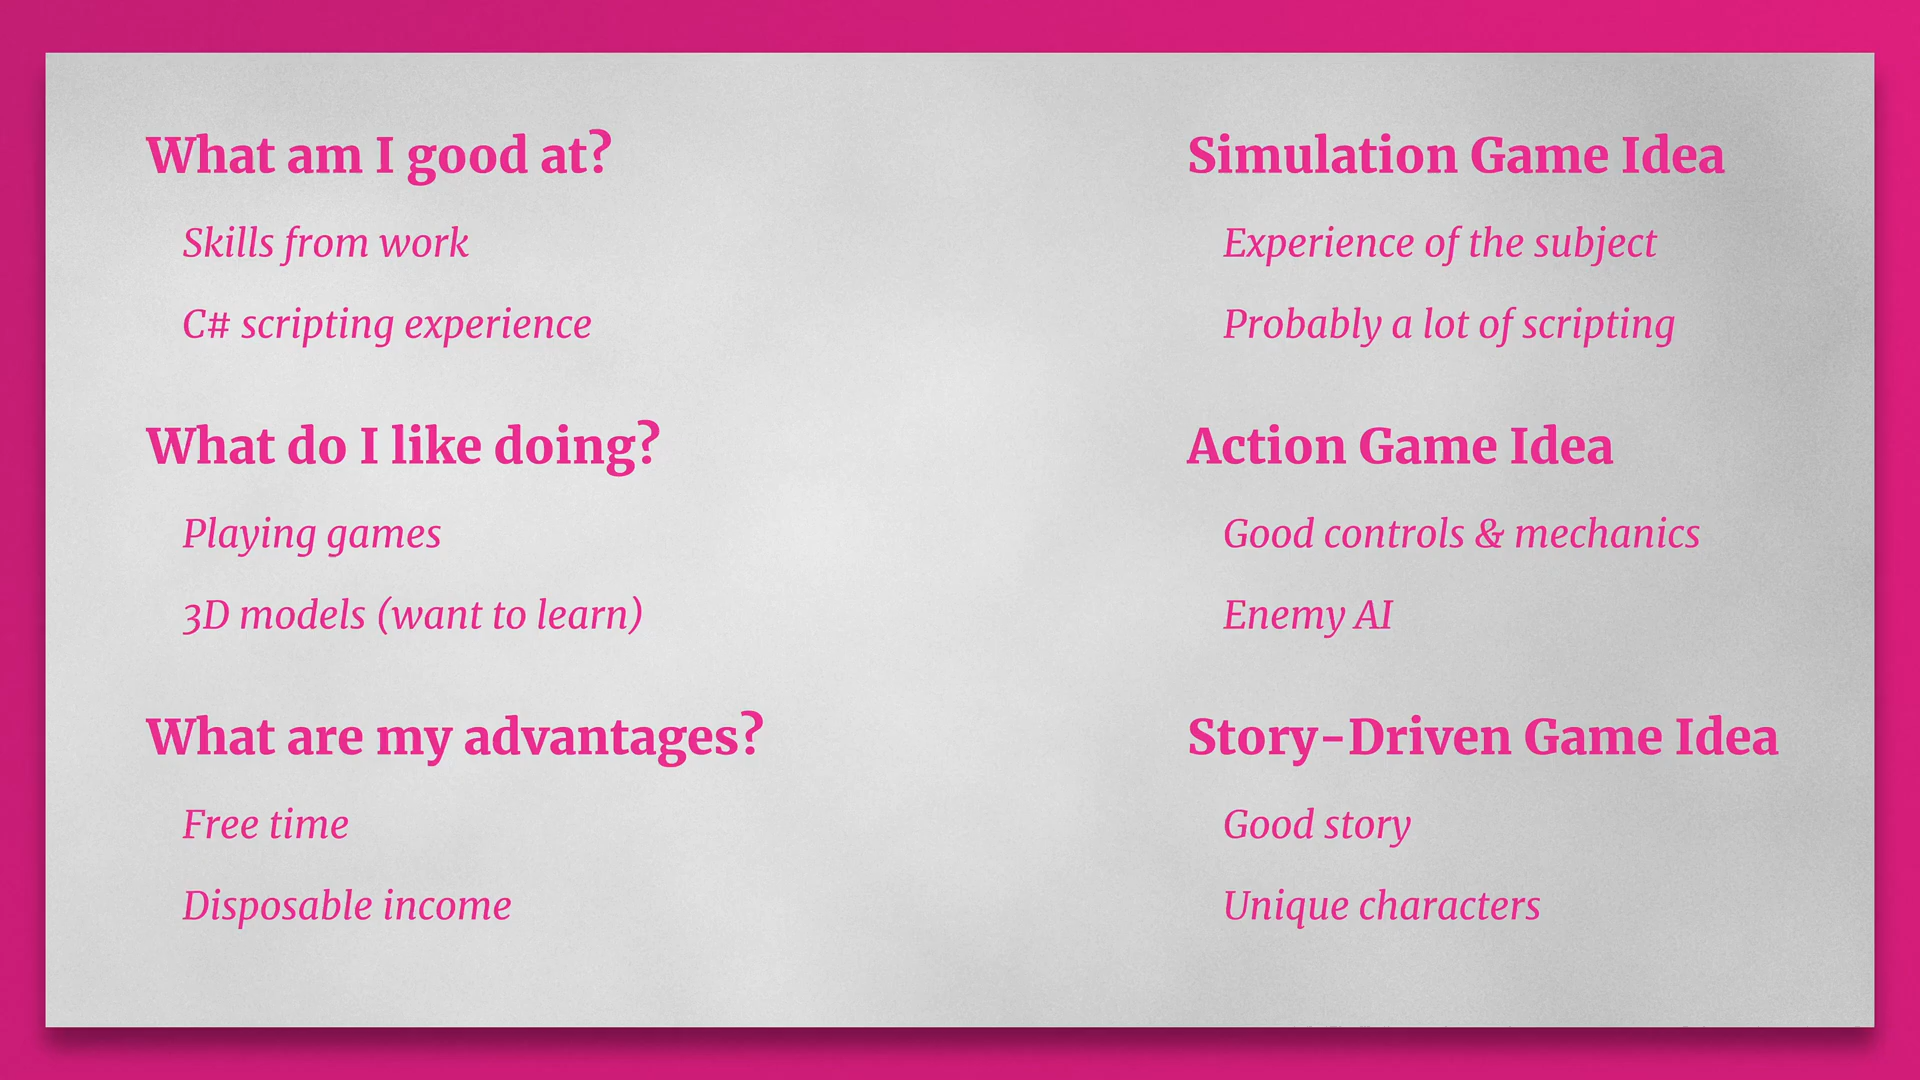 What am I good at?
Skills from work
C# scripting experience
What do I like doing?
Playing games
3D models (want to learn)
What are my advantages?
Free time
Disposable income
Simulation Game Idea
Experience of the subject
Probably a lot of scripting
Action Game Idea
Good controls & mechanics
Enemy AI
Story-Driven Game Idea
Good story
Unique characters